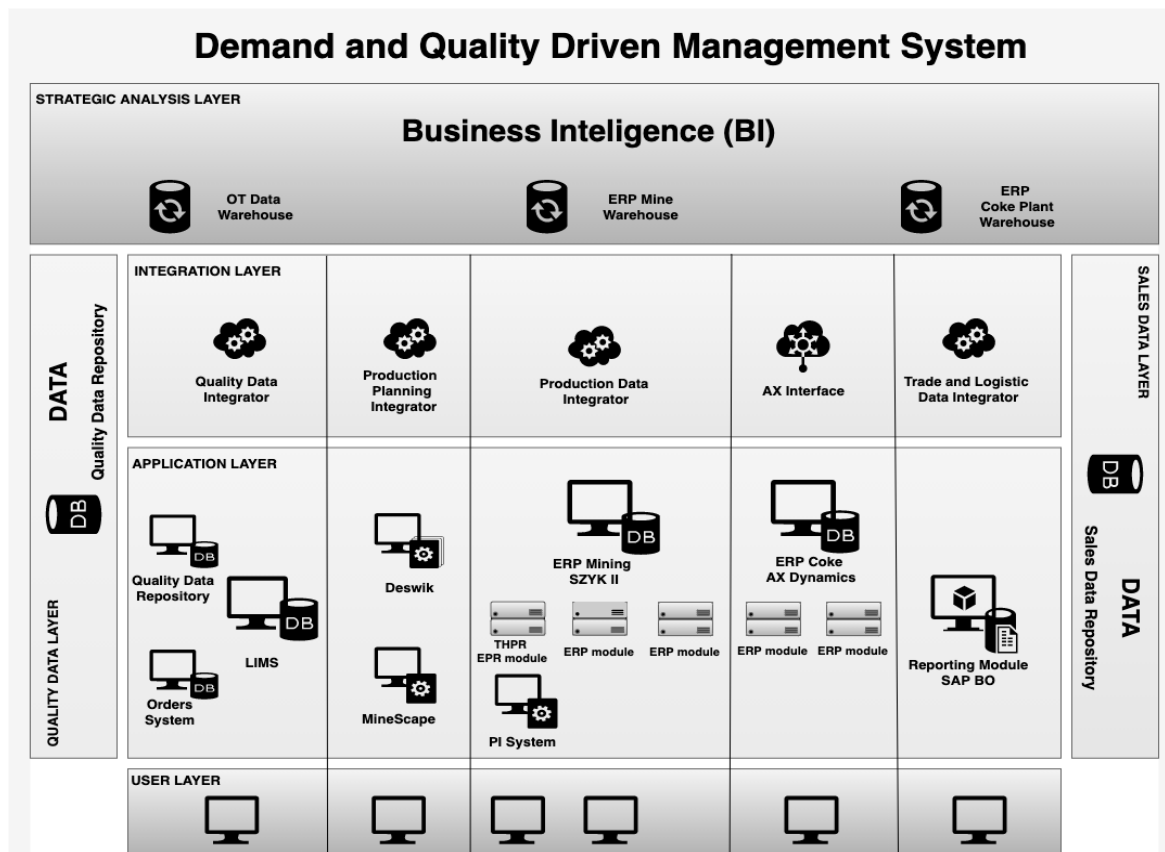 Demand and Quality Driven Management System
STRATEGIC ANALYSIS LAYER
Business Inteligence (BI)
OT Data
Warehouse
ERP Mine
Warehouse
ERP
Coke Plant
Warehouse
DATA
Quality Data Repository
DB
QUALITY DATA LAYER
INTEGRATION LAYER
Quality Data
Integrator
Production
Planning
Integrator
Production Data
Integrator
AX Interface
Trade and Logistic
Data Integrator
APPLICATION LAYER
DB
Quality Data
Repository
DB
LIMS
DB
Orders
System
Deswik
MineScape
DB
ERP Mining
SZYK II
THPR
EPR module
ERP module
ERP module
PI System
DB
ERP Coke
AX Dynamics
ERP module
ERP module
Reporting Module
SAP BO
SALES DATA LAYER
DB
Sales Data Repository
DATA
USER LAYER